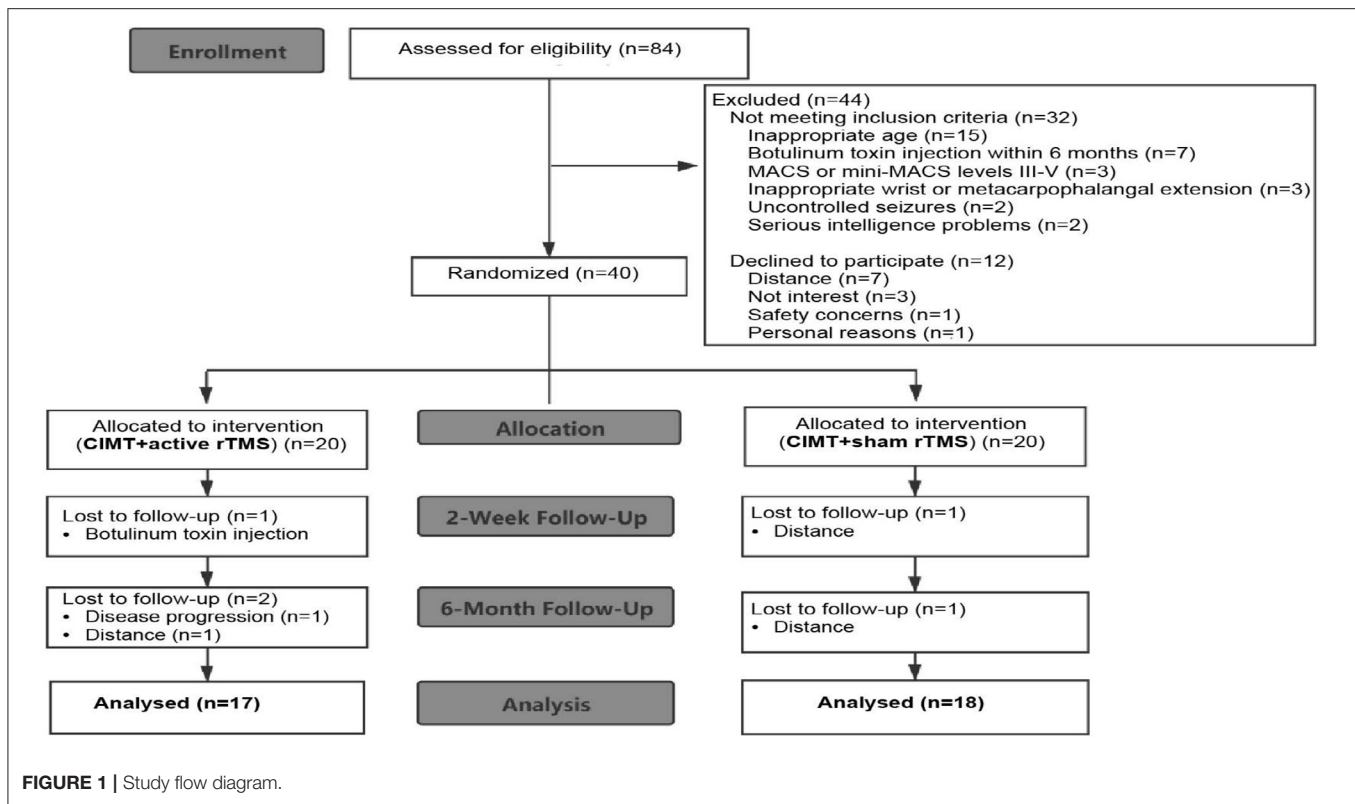 Enrollment
Assessed for eligibility (n=84)
Excluded (n=44)
Not meeting inclusion criteria (n=32)
Inappropriate age (n=15)
Botulinum toxin injection within 6 months (n=7)
MACS or mini-MACS levels III-V (n=3)
Inappropriate wrist or metacarpophalangal extension (n=3)
Uncontrolled seizures (n=2)
Serious intelligence problems (n=2)
Declined to participate (n=12)
Distance (n=7)
Not interest (n=3)
Safety concerns (n=1)
Personal reasons (n=1)
Randomized (n=40)
Allocated to intervention
(CIMT+active rTMS) (n=20)
Allocation
Allocated to intervention
(CIMT+sham rTMS) (n=20)
Lost to follow-up (n=1)
• Botulinum toxin injection
2-Week Follow-Up
Lost to follow-up (n=1)
• Distance
Lost to follow-up (n=2)
• Disease progression (n=1)
• Distance (n=1)
6-Month Follow-Up
Lost to follow-up (n=1)
• Distance
Analysed (n=17)
Analysis
Analysed (n=18)
FIGURE 1 | Study flow diagram.